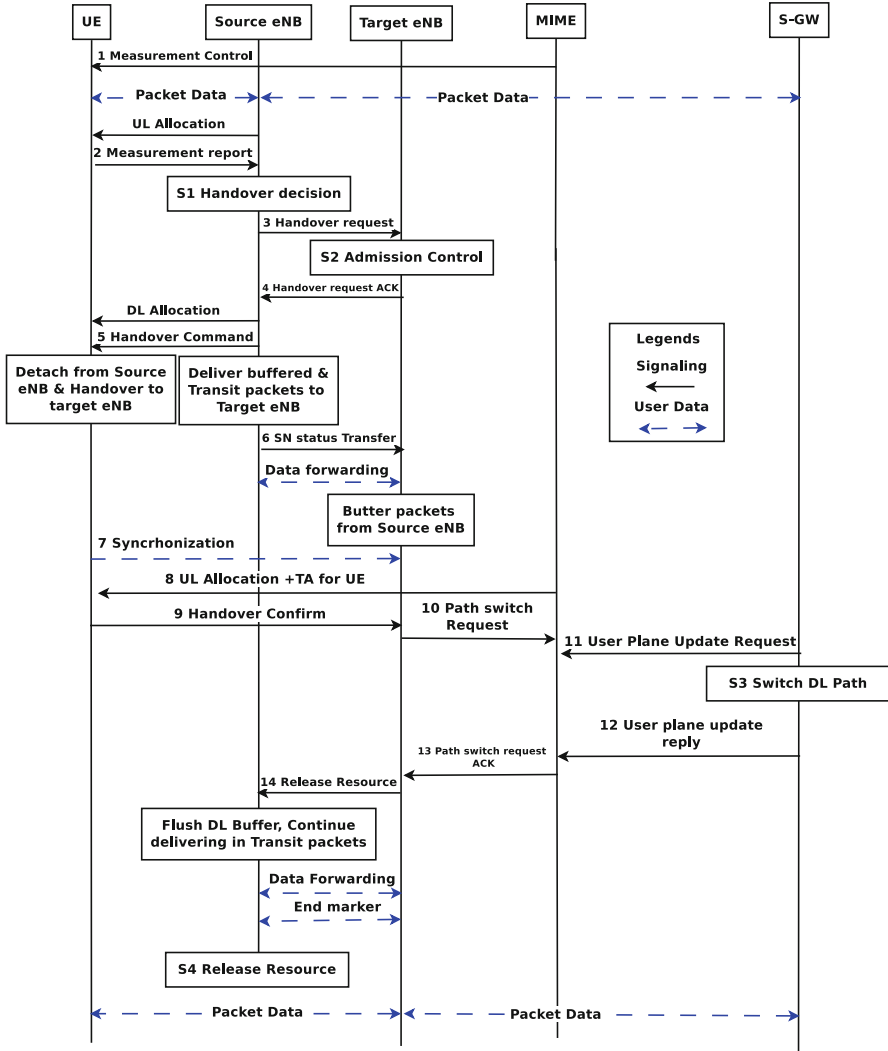 UE
Source eNB
Target eNB
MIME
S-GW
1 Measurement Control
Packet Data
Packet Data
UL Allocation
2 Measurement report
S1 Handover decision
3 Handover request
S2 Admission Control
4 Handover request ACK
DL Allocation
5 Handover Command
Legends
Signaling
User Data
Detach from Source
eNB & Handover to
target eNB
Deliver buffered &
Transit packets to
Target eNB
6 SN status Transfer
Data forwarding
Butter packets
from Source eNB
7 Syncrhonization
8 UL Allocation +TA for UE
9 Handover Confirm
10 Path switch
Request
11 User Plane Update Request
S3 Switch DL Path
12 User plane update
reply
13 Path switch request
ACK
14 Release Resource
Flush DL Buffer, Continue
delivering in Transit packets
Data Forwarding
End marker
S4 Release Resource
Packet Data
Packet Data